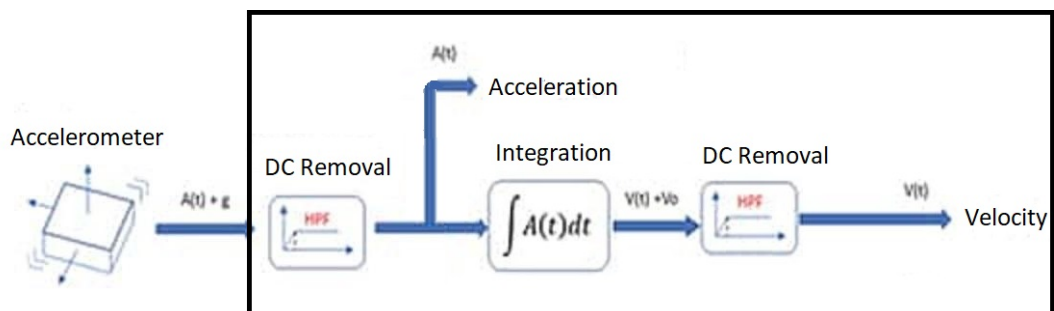 A(t)
Acceleration
Accelerometer
DC Removal
Integration
DC Removal
A(t) + g
HPF
∫A(t)dt
V(t) +Vo
HPF
V(t)
Velocity